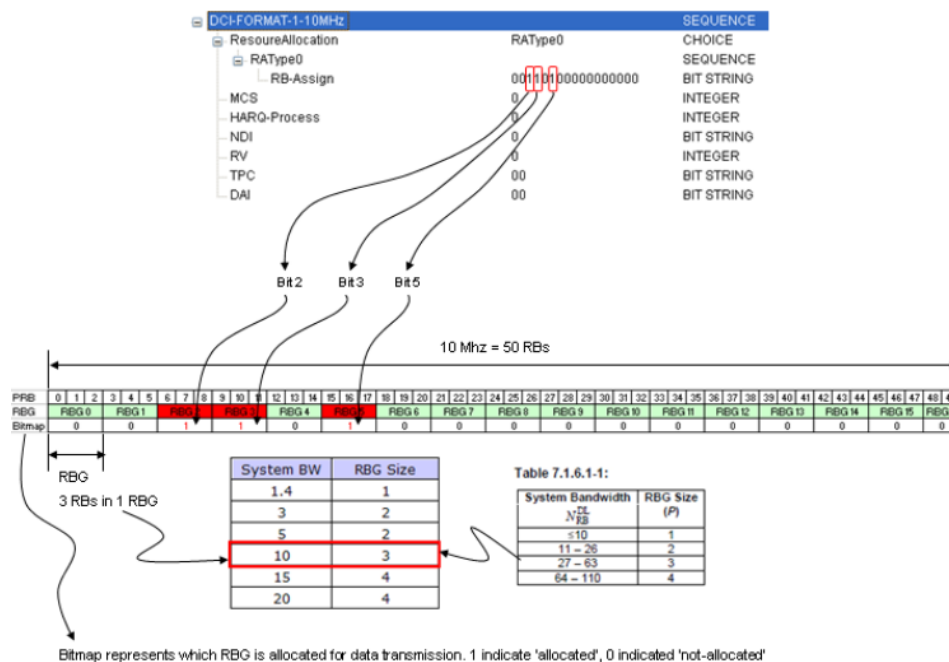 DCI-FORMAT-1-10MHz SEQUENCE
ResoureAllocation RAType0 CHOICE
RAType0 SEQUENCE
RB-Assign 00110100000000000 BIT STRING
MCS 0 INTEGER
HARQ-Process 0 INTEGER
NDI 0 BIT STRING
RV 0 INTEGER
TPC 00 BIT STRING
DAI 00 BIT STRING
Bit2 Bit3 Bit5
10 Mhz = 50 RBs
PRB 0 1 2 3 4 5 6 7 8 9 10 11 12 13 14 15 16 17 18 19 20 21 22 23 24 25 26 27 28 29 30 31 32 33 34 35 36 37 38 39 40 41 42 43 44 45 46 47 48
RBG RBG 0 RBG 1 RBG 2 RBG 3 RBG 4 RBG 5 RBG 6 RBG 7 RBG 8 RBG 9 RBG 10 RBG 11 RBG 12 RBG 13 RBG 14 RBG 15 RBG
Bitmap 0 0 1 1 0 1 0 0 0 0 0 0 0 0 0 0 0
RBG
3 RBs in 1 RBG
System BW RBG Size
1.4 1
3 2
5 2
10 3
15 4
20 4
Table 7.1.6.1-1:
System Bandwidth RBG Size
N_RB^DL (P)
≤10 1
11 – 26 2
27 – 63 3
64 – 110 4
Bitmap represents which RBG is allocated for data transmission. 1 indicate 'allocated', 0 indicated 'not-allocated'